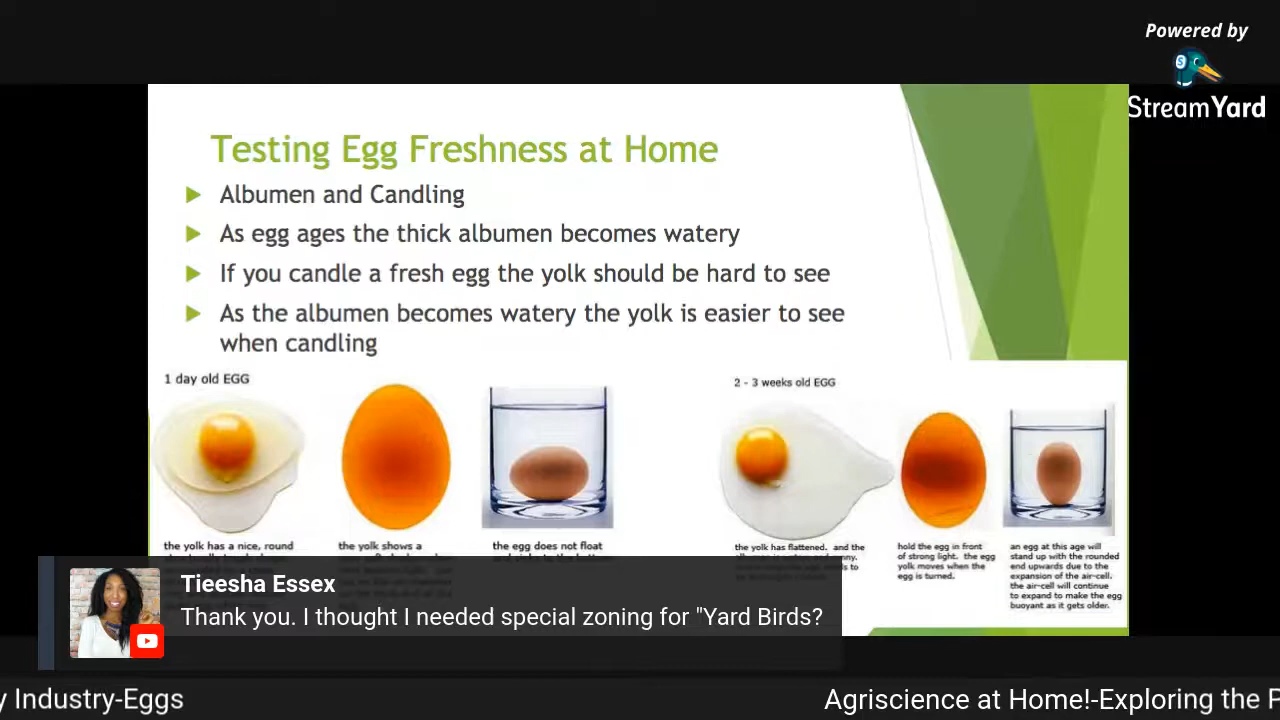 Powered by
StreamYard
Testing Egg Freshness at Home
Albumen and Candling
As egg ages the thick albumen becomes watery
If you candle a fresh egg the yolk should be hard to see
As the albumen becomes watery the yolk is easier to see
when candling
1 day old EGG
the yolk has a nice, round
the yolk shows a
the egg does not float
2 - 3 weeks old EGG
the yolk has flattened. and the
hold the egg in front
of strong light. the egg
yolk moves when the
egg is turned.
an egg at this age will
stand up with the rounded
end upwards due to the
expansion of the air-cell.
the air-cell will continue
to expand to make the egg
buoyant as it gets older.
Tieesha Essex
Thank you. I thought I needed special zoning for "Yard Birds?
y Industry-Eggs
Agriscience at Home!-Exploring the P